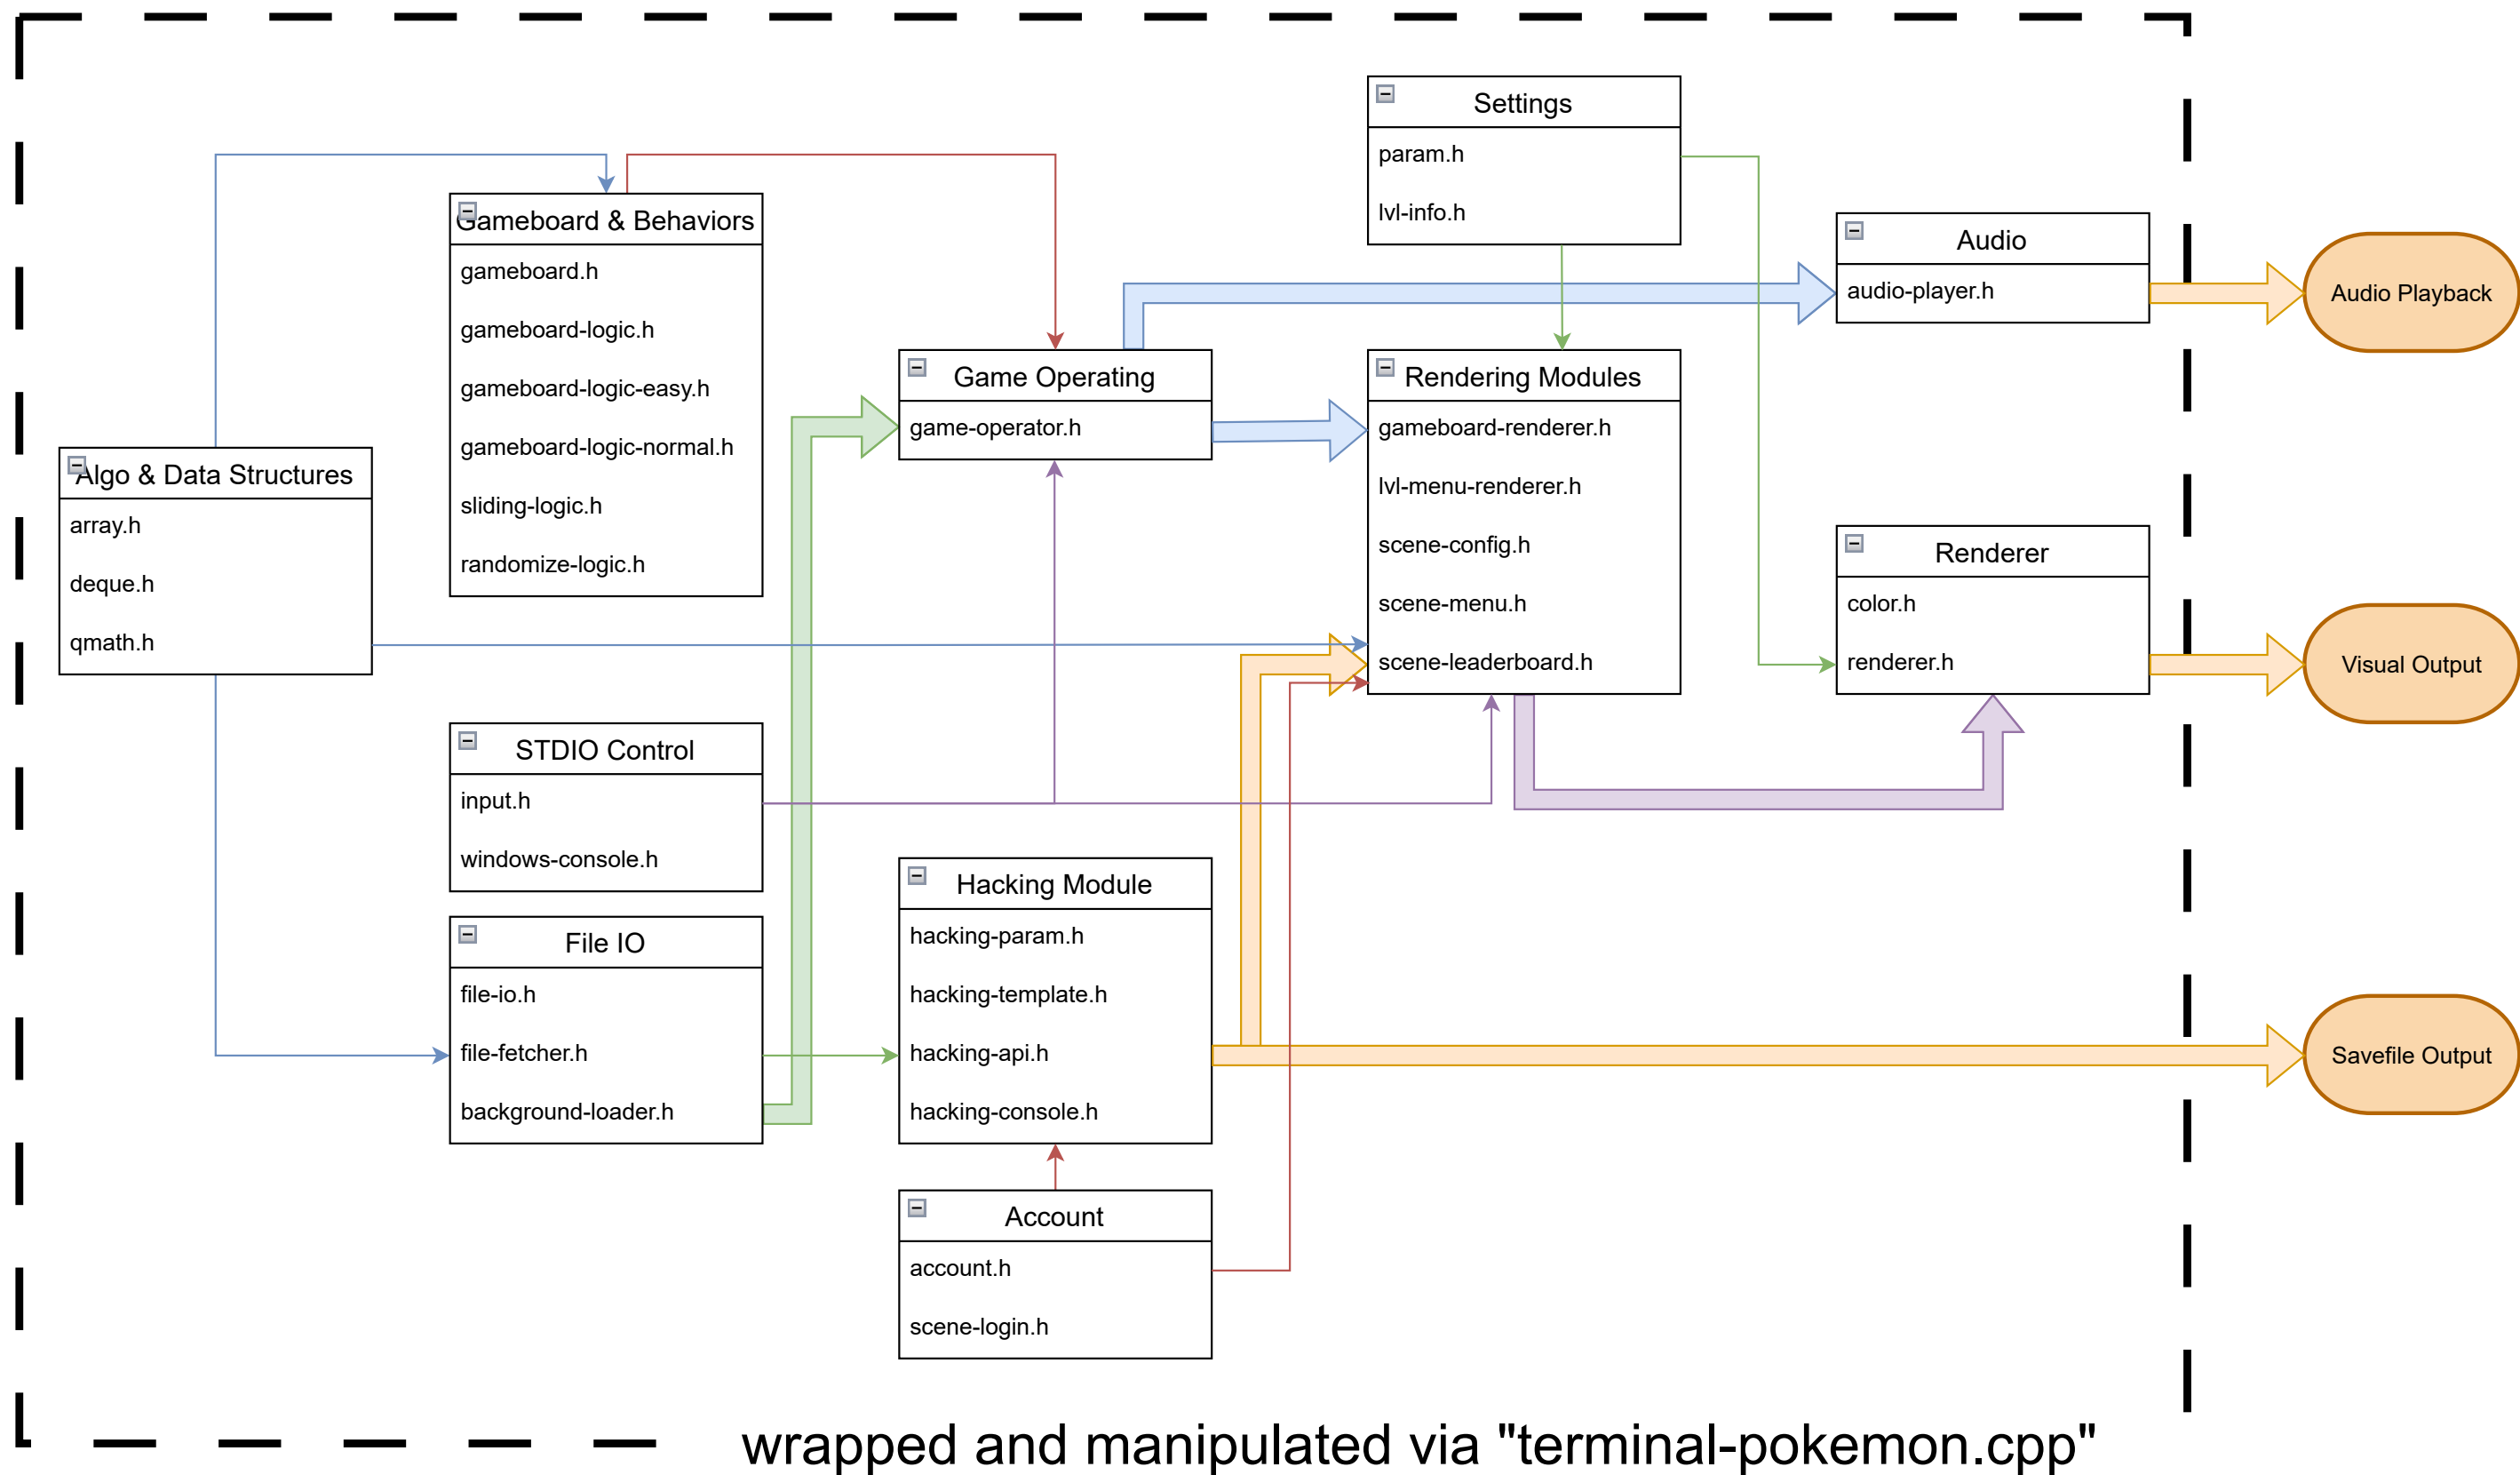 Settings
param.h
lvl-info.h
Gameboard & Behaviors
gameboard.h
gameboard-logic.h
gameboard-logic-easy.h
gameboard-logic-normal.h
sliding-logic.h
randomize-logic.h
Audio
audio-player.h
Audio Playback
Game Operating
game-operator.h
Rendering Modules
gameboard-renderer.h
lvl-menu-renderer.h
scene-config.h
scene-menu.h
scene-leaderboard.h
Algo & Data Structures
array.h
deque.h
qmath.h
Renderer
color.h
renderer.h
Visual Output
STDIO Control
input.h
windows-console.h
Hacking Module
hacking-param.h
hacking-template.h
hacking-api.h
hacking-console.h
File IO
file-io.h
file-fetcher.h
background-loader.h
Savefile Output
Account
account.h
scene-login.h
wrapped and manipulated via "terminal-pokemon.cpp"